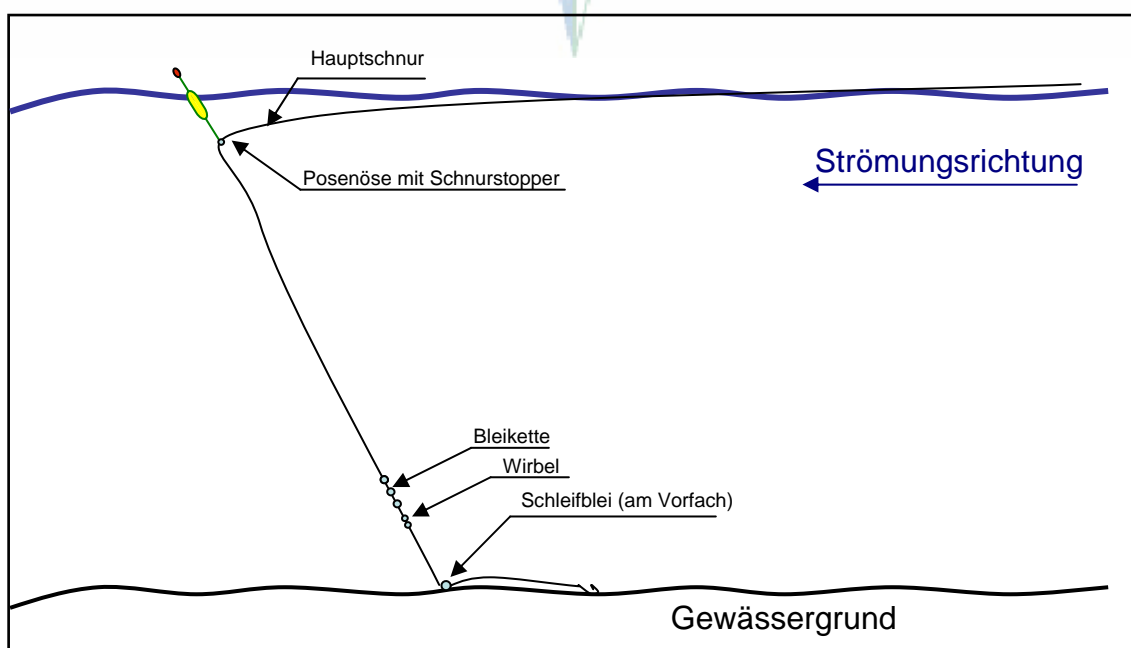 Hauptschnur
Strömungsrichtung
Posenöse mit Schnurstopper
Bleikette
Wirbel
Schleifblei (am Vorfach)
Gewässergrund